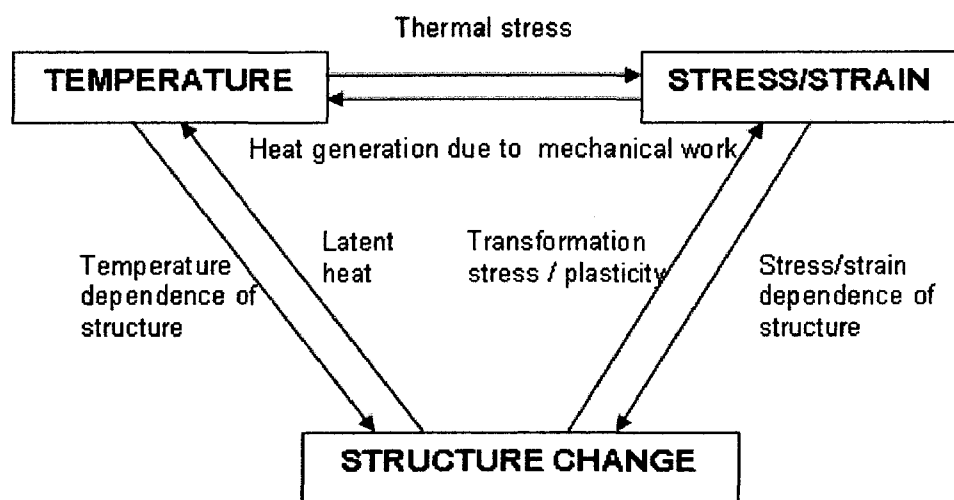 Thermal stress
TEMPERATURE
STRESS/STRAIN
Heat generation due to mechanical work
Latent
heat
Transformation
stress / plasticity
Temperature
dependence of
structure
Stress/strain
dependence of
structure
STRUCTURE CHANGE